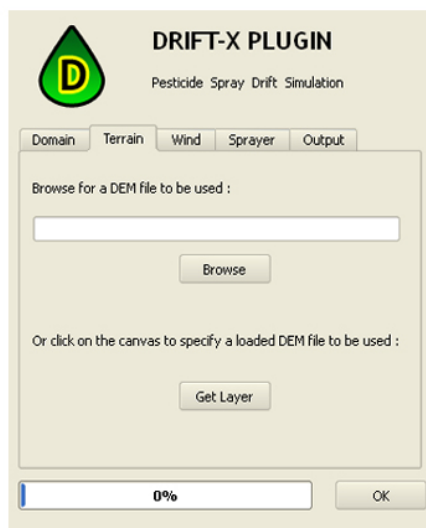 DRIFT-X PLUGIN
D
Pesticide Spray Drift Simulation
Domain Terrain Wind Sprayer Output
Browse for a DEM file to be used :
Browse
Or click on the canvas to specify a loaded DEM file to be used :
Get Layer
0% OK